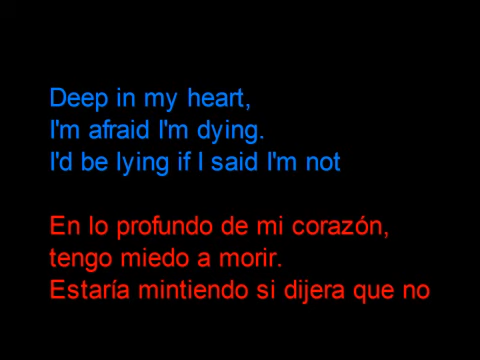 Deep in my heart,
I'm afraid I'm dying.
I'd be lying if I said I'm not
En lo profundo de mi corazón,
tengo miedo a morir.
Estaría mintiendo si dijera que no